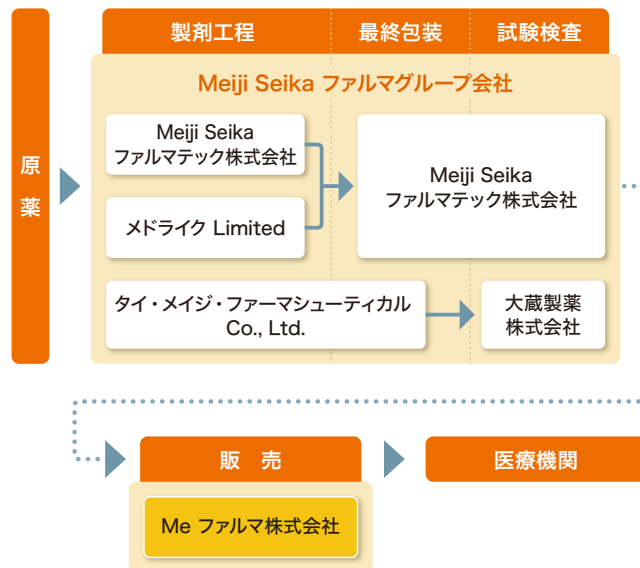 製剤工程
最終包装
試験検査
Meiji Seika ファルマグループ会社
原薬
Meiji Seika
ファルマテック株式会社
メドライク Limited
Meiji Seika
ファルマテック株式会社
タイ・メイジ・ファーマシューティカル
Co., Ltd.
大蔵製薬
株式会社
販 売
医療機関
Me ファルマ株式会社